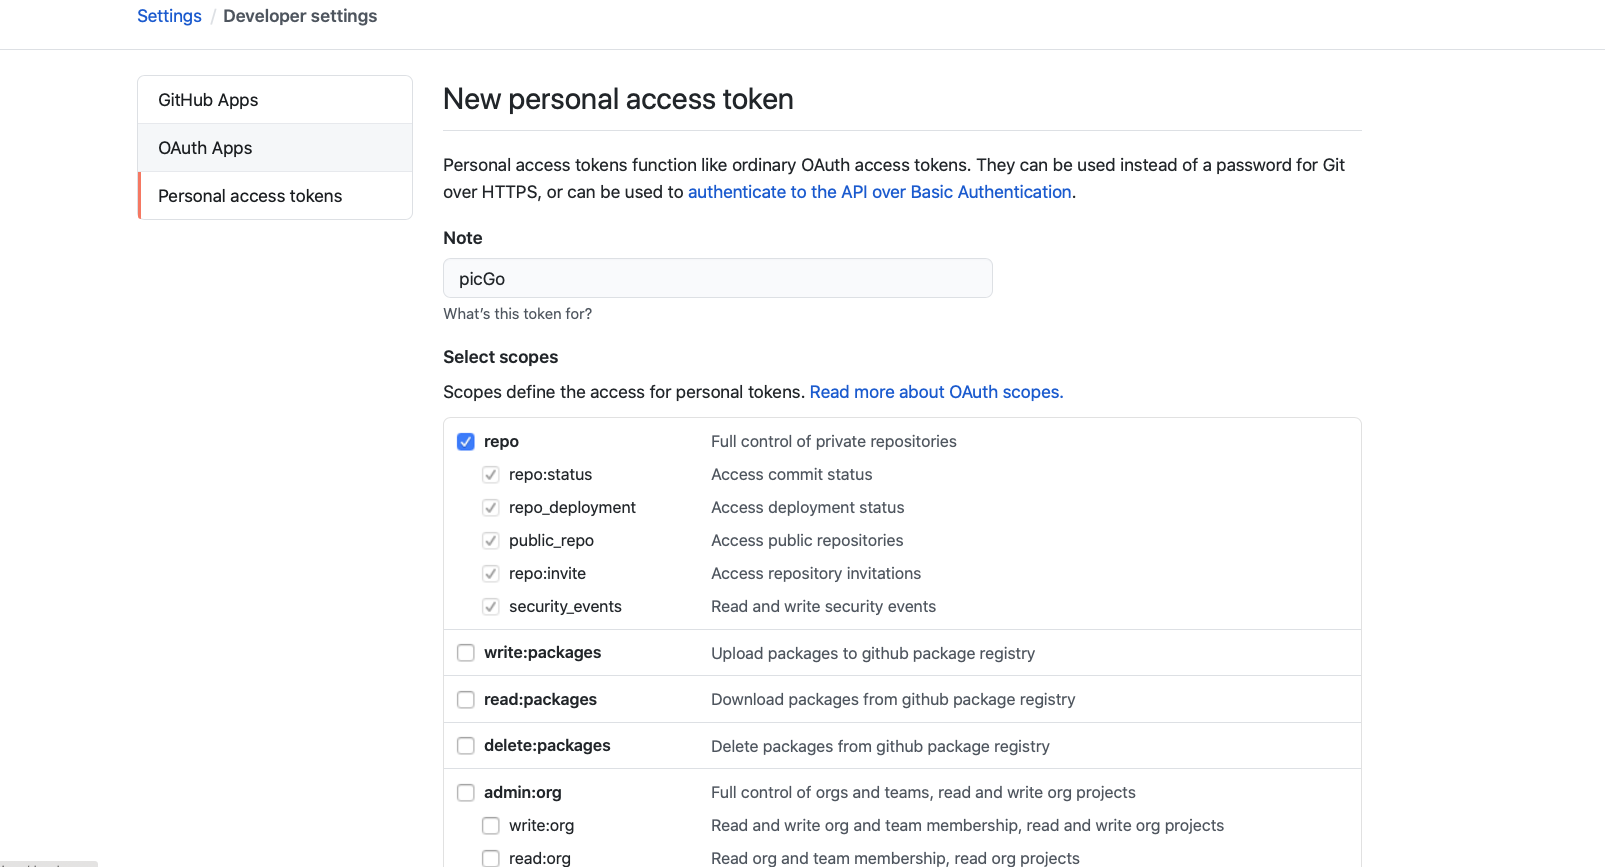 Settings / Developer settings
GitHub Apps
OAuth Apps
Personal access tokens
New personal access token
Personal access tokens function like ordinary OAuth access tokens. They can be used instead of a password for Git
over HTTPS, or can be used to authenticate to the API over Basic Authentication.
Note
picGo
What's this token for?
Select scopes
Scopes define the access for personal tokens. Read more about OAuth scopes.
repo Full control of private repositories
repo:status Access commit status
repo_deployment Access deployment status
public_repo Access public repositories
repo:invite Access repository invitations
security_events Read and write security events
write:packages Upload packages to github package registry
read:packages Download packages from github package registry
delete:packages Delete packages from github package registry
admin:org Full control of orgs and teams, read and write org projects
write:org Read and write org and team membership, read and write org projects
read:org Read org and team membership, read org projects